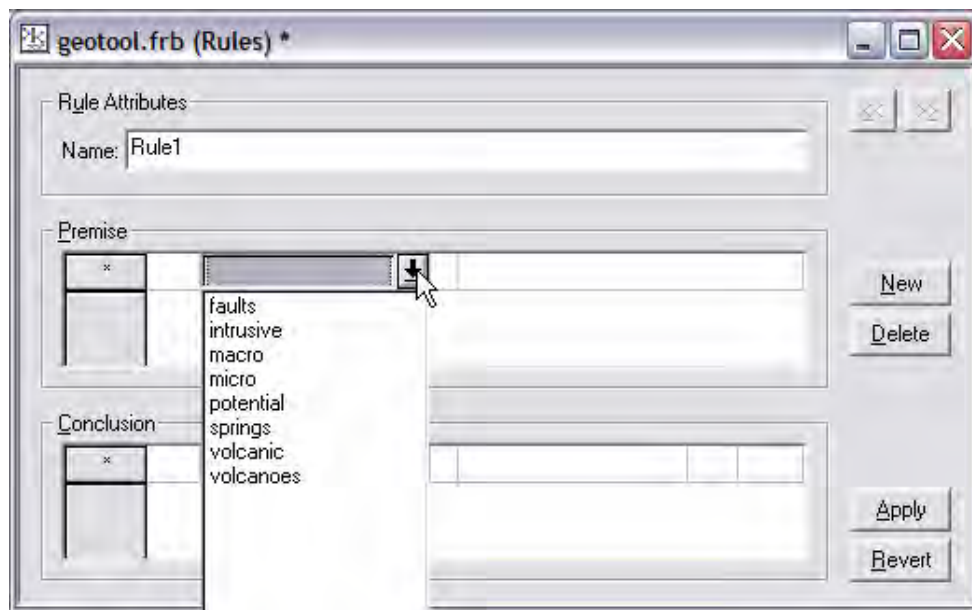 geotool.frb (Rules) *
Rule Attributes
<< >>
Name: Rule1
Premise
*
New
faults
intrusive
Delete
macro
micro
potential
Conclusion
springs
*
volcanic
volcanoes
Apply
Revert